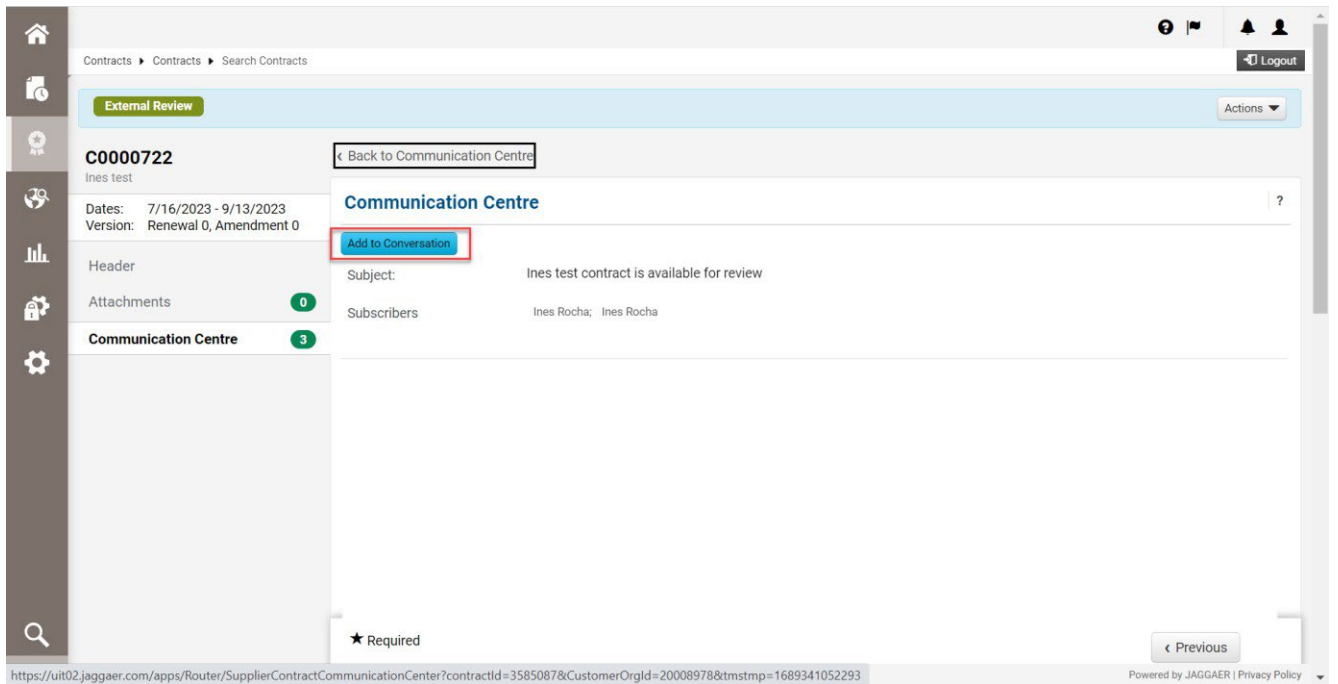 Contracts ▸ Contracts ▸ Search Contracts
Logout
External Review
Actions
C0000722
Ines test
Dates: 7/16/2023 - 9/13/2023
Version: Renewal 0, Amendment 0
Header
Attachments 0
Communication Centre 3
‹ Back to Communication Centre
Communication Centre
?
Add to Conversation
Subject: Ines test contract is available for review
Subscribers Ines Rocha; Ines Rocha
★ Required
‹ Previous
https://uit02.jaggaer.com/apps/Router/SupplierContractCommunicationCenter?contractId=3585087&CustomerOrgId=20008978&tmstmp=1689341052293
Powered by JAGGAER | Privacy Policy